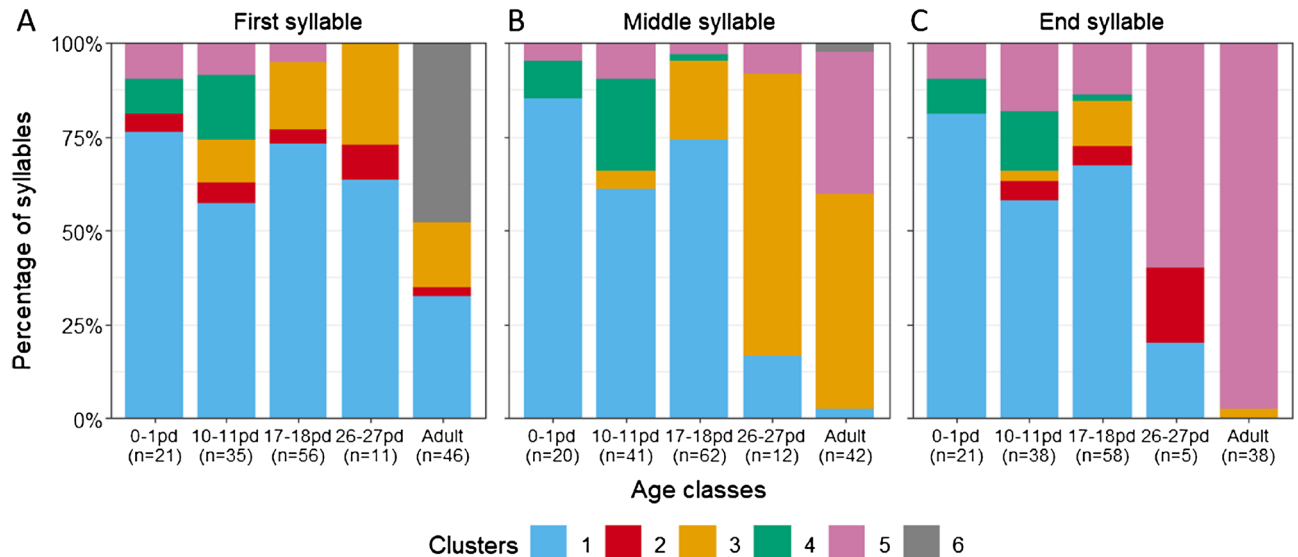 A First syllable B Middle syllable C End syllable
Percentage of syllables
100%
75%
50%
25%
0%
0-1pd 10-11pd 17-18pd 26-27pd Adult 0-1pd 10-11pd 17-18pd 26-27pd Adult 0-1pd 10-11pd 17-18pd 26-27pd Adult
(n=21) (n=35) (n=56) (n=11) (n=46) (n=20) (n=41) (n=62) (n=12) (n=42) (n=21) (n=38) (n=58) (n=5) (n=38)
Age classes
Clusters 1 2 3 4 5 6